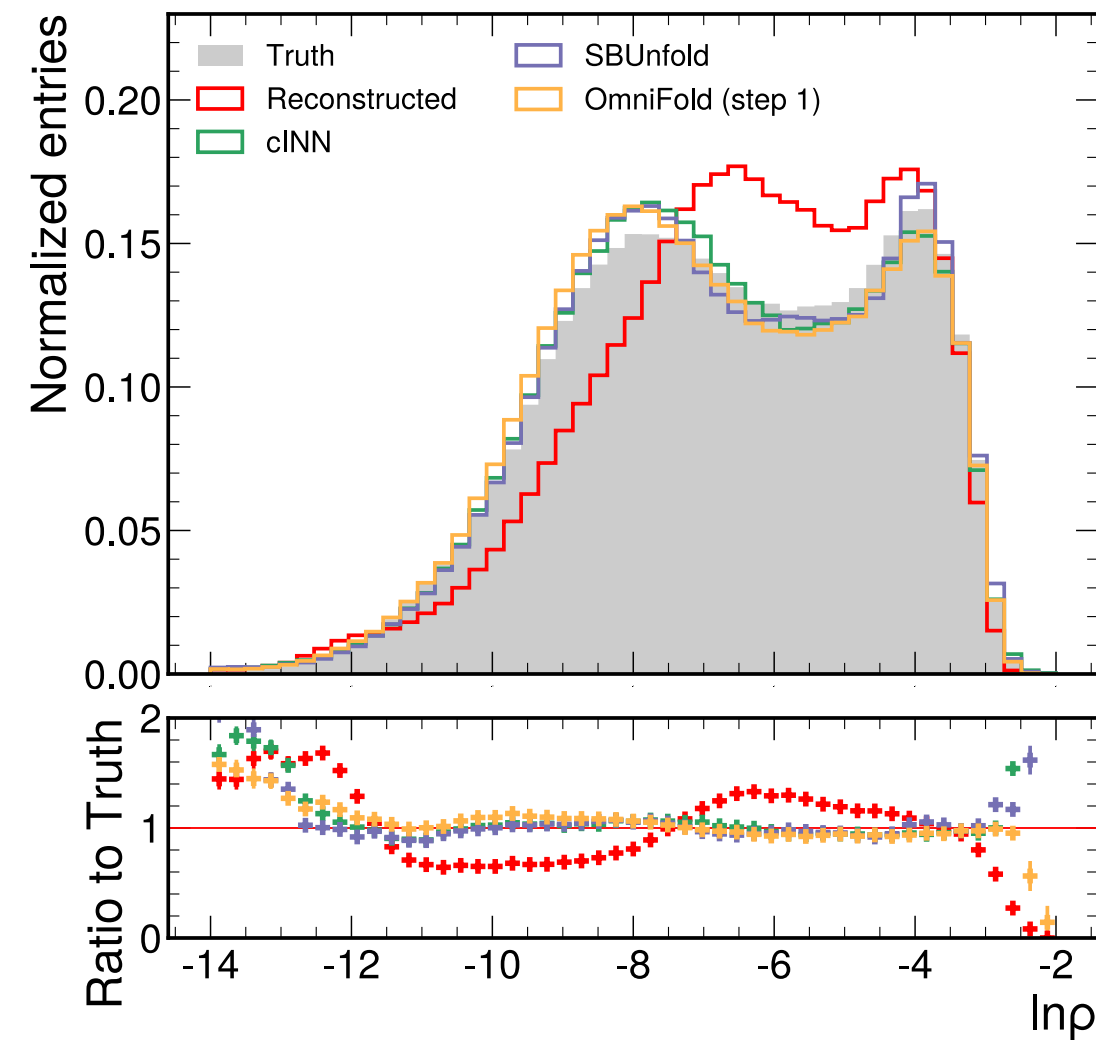 Normalized entries
Truth
Reconstructed
cINN
SBUnfold
OmniFold (step 1)
0.20
0.15
0.10
0.05
0.00
Ratio to Truth
2
1
0
-14 -12 -10 -8 -6 -4 -2
lnρ